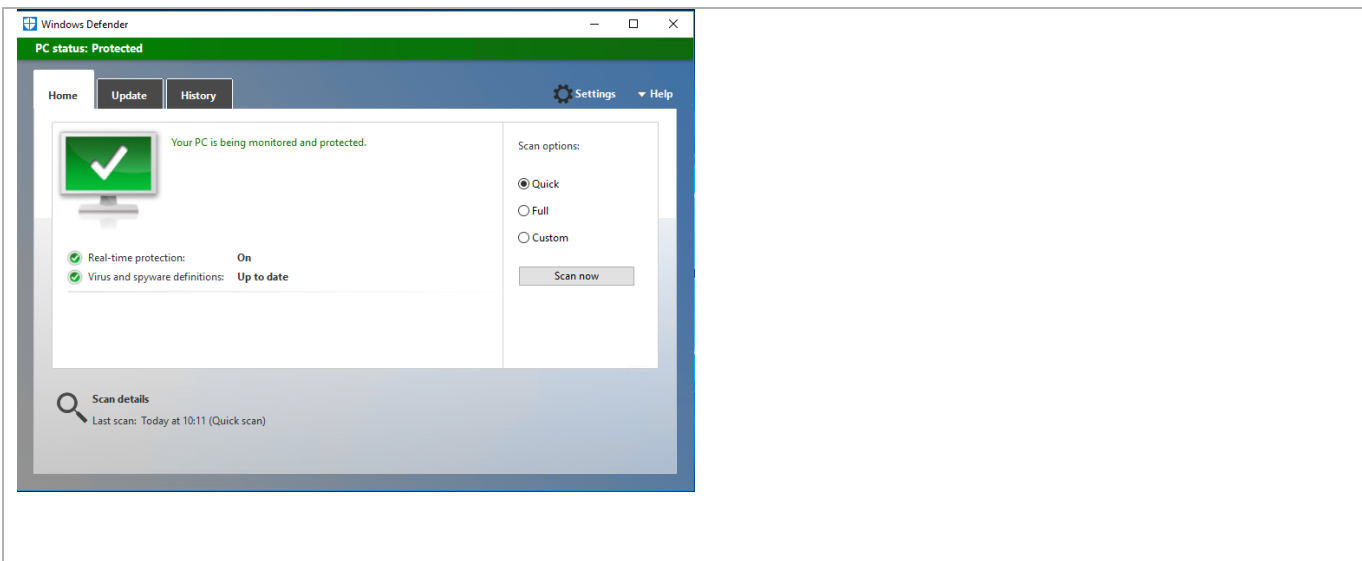 Windows Defender
PC status: Protected
Home Update History Settings Help
Your PC is being monitored and protected.
Scan options:
Quick
Full
Custom
Real-time protection: On
Virus and spyware definitions: Up to date
Scan now
Scan details
Last scan: Today at 10:11 (Quick scan)